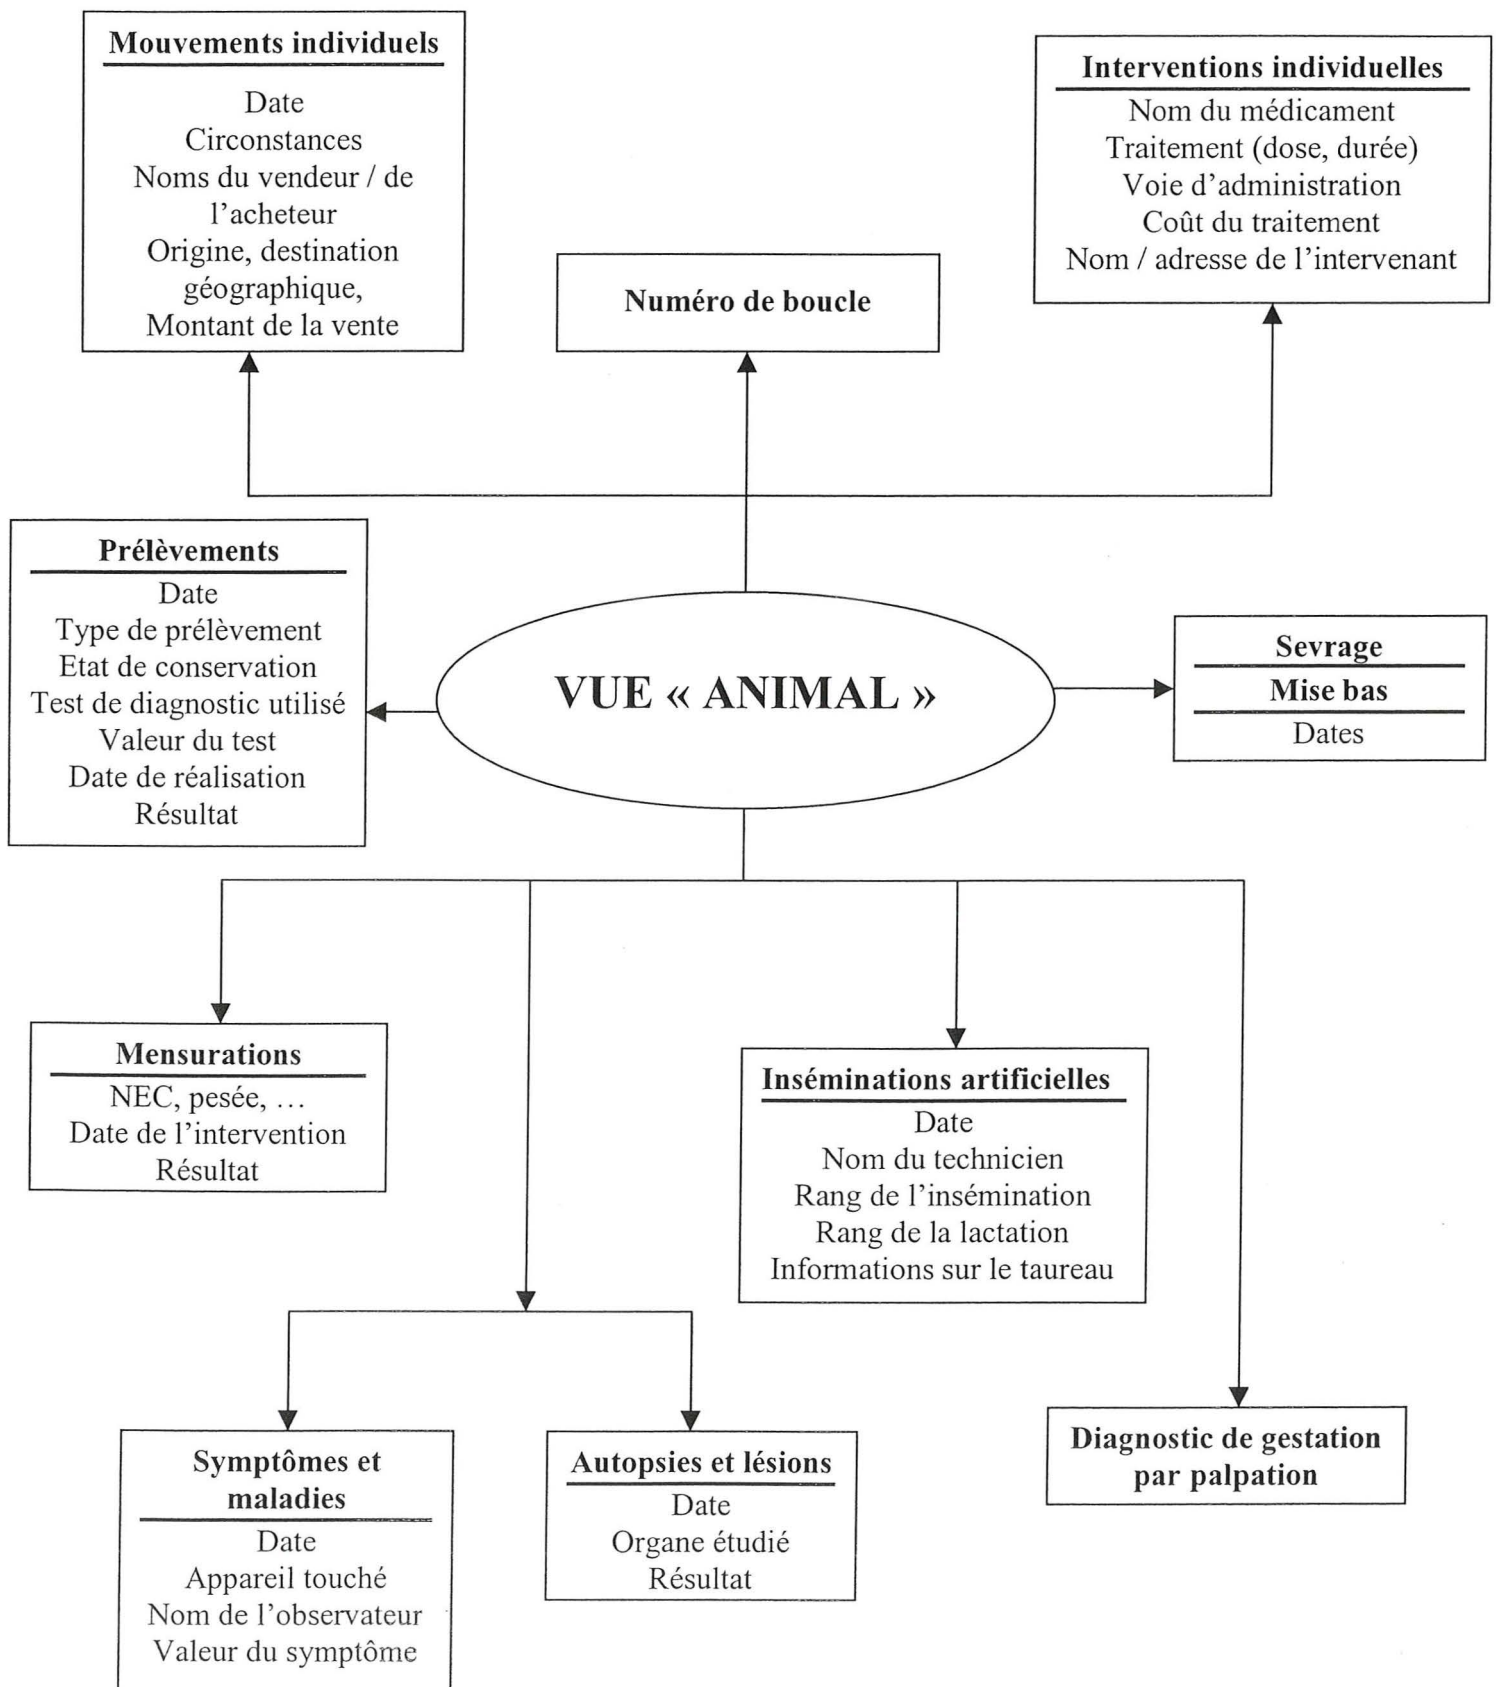 Mouvements individuels
Date
Circonstances
Noms du vendeur / de
l’acheteur
Origine, destination
géographique,
Montant de la vente
Numéro de boucle
Interventions individuelles
Nom du médicament
Traitement (dose, durée)
Voie d’administration
Coût du traitement
Nom / adresse de l’intervenant
Prélèvements
Date
Type de prélèvement
Etat de conservation
Test de diagnostic utilisé
Valeur du test
Date de réalisation
Résultat
VUE « ANIMAL »
Sevrage
Mise bas
Dates
Mensurations
NEC, pesée, …
Date de l’intervention
Résultat
Inséminations artificielles
Date
Nom du technicien
Rang de l’insémination
Rang de la lactation
Informations sur le taureau
Symptômes et
maladies
Date
Appareil touché
Nom de l’observateur
Valeur du symptôme
Autopsies et lésions
Date
Organe étudié
Résultat
Diagnostic de gestation
par palpation